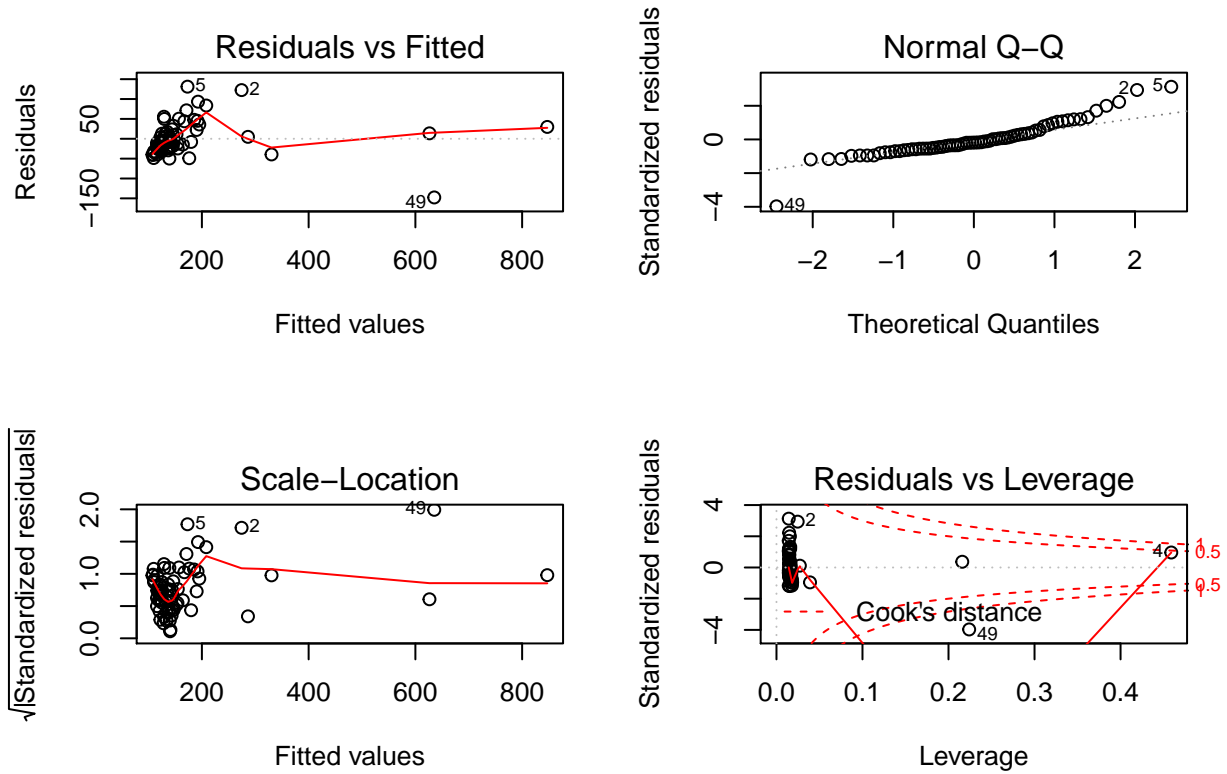 Residuals vs Fitted
Residuals
50
−150
5
2
49
200 400 600 800
Fitted values
Normal Q−Q
Standardized residuals
0
−4
2
5
49
−2 −1 0 1 2
Theoretical Quantiles
Scale−Location
√|Standardized residuals|
2.0
1.0
0.0
5
2
49
200 400 600 800
Fitted values
Residuals vs Leverage
Standardized residuals
4
0
−4
2
4
49
1
0.5
0.5
1
Cook's distance
0.0 0.1 0.2 0.3 0.4
Leverage